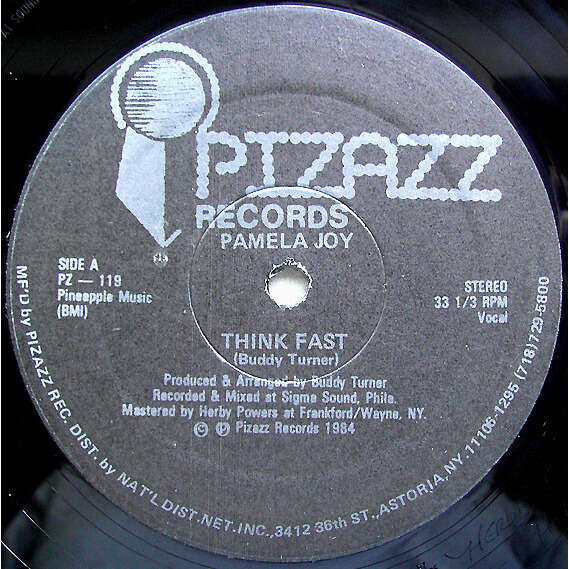 PIZAZZ
RECORDS
PAMELA JOY
SIDE A
PZ — 119
Pineapple Music
(BMI)
STEREO
33 1/3 RPM
Vocal
THINK FAST
(Buddy Turner)
Produced & Arranged by Buddy Turner
Recorded & Mixed at Sigma Sound, Phila.
Mastered by Herby Powers at Frankford/Wayne, NY.
© ℗ Pizazz Records 1984
MF'D by PIZAZZ REC. DIST. by NAT'L DIST. NET. INC., 3412 36th ST., ASTORIA, NY. 11106-1295 (718) 729-5800